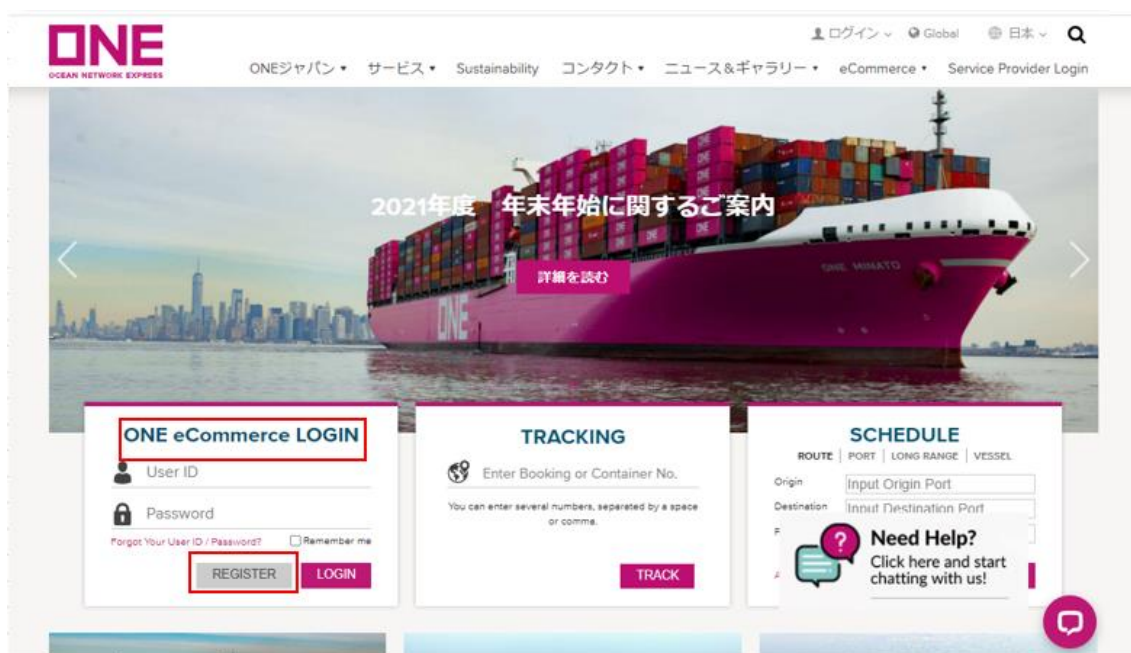 ONE
OCEAN NETWORK EXPRESS
ログイン Global 日本
ONEジャパン サービス Sustainability コンタクト ニュース&ギャラリー eCommerce Service Provider Login
2021年度 年末年始に関するご案内
詳細を読む
ONE MINATO
ONE
ONE eCommerce LOGIN
User ID
Password
Forgot Your User ID / Password? Remember me
REGISTER LOGIN
TRACKING
Enter Booking or Container No.
You can enter several numbers, separated by a space
or comma.
TRACK
SCHEDULE
ROUTE | PORT | LONG RANGE | VESSEL
Origin Input Origin Port
Destination Input Destination Port
Need Help?
Click here and start
chatting with us!